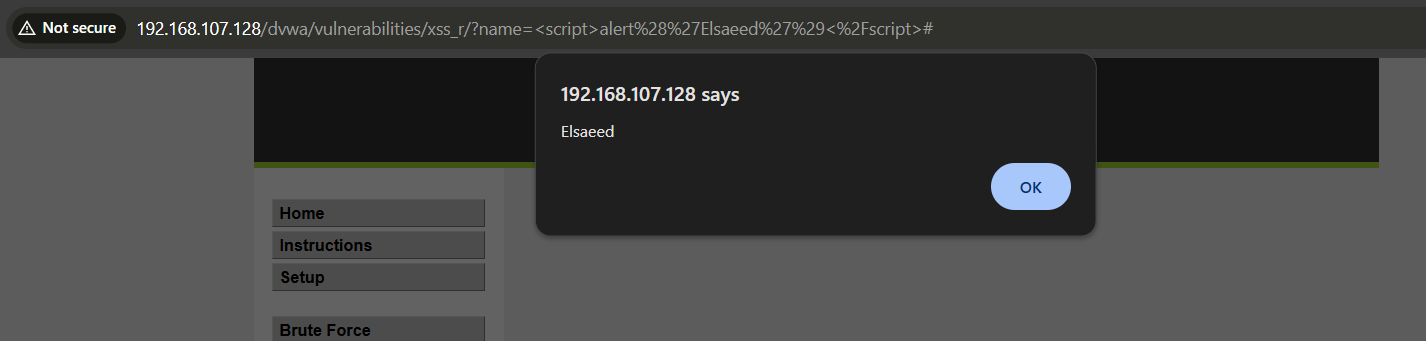 Not secure 192.168.107.128/dvwa/vulnerabilities/xss_r/?name=<script>alert%28%27Elsaeed%27%29<%2Fscript>#
192.168.107.128 says
Elsaeed
OK
Home
Instructions
Setup
Brute Force